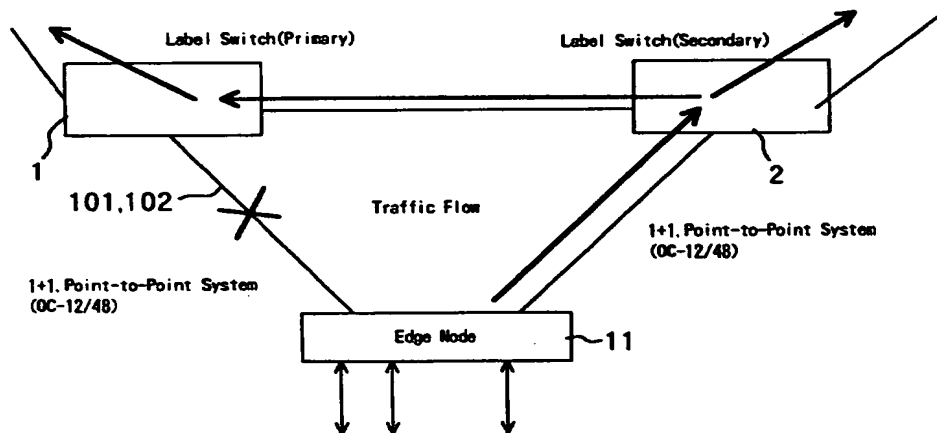 Label Switch(Primary)
Label Switch(Secondary)
1
2
101,102
Traffic Flow
1+1, Point-to-Point System
(OC-12/48)
1+1, Point-to-Point System
(OC-12/48)
Edge Node
11